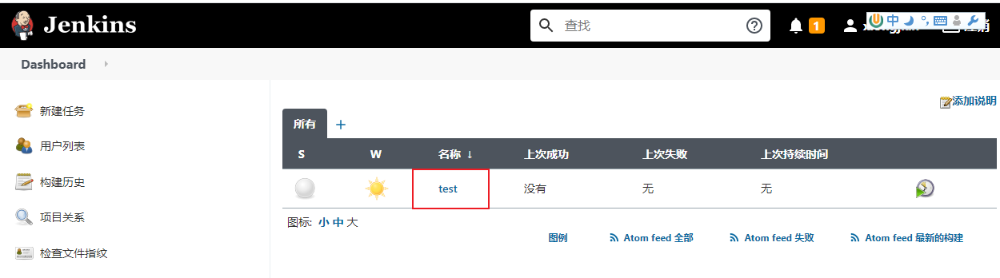 Jenkins
查找
1
中
Dashboard
新建任务
用户列表
构建历史
项目关系
检查文件指纹
添加说明
所有 +
S W 名称 ↓ 上次成功 上次失败 上次持续时间
test 没有 无 无
图标: 小 中 大
图例 Atom feed 全部 Atom feed 失败 Atom feed 最新的构建